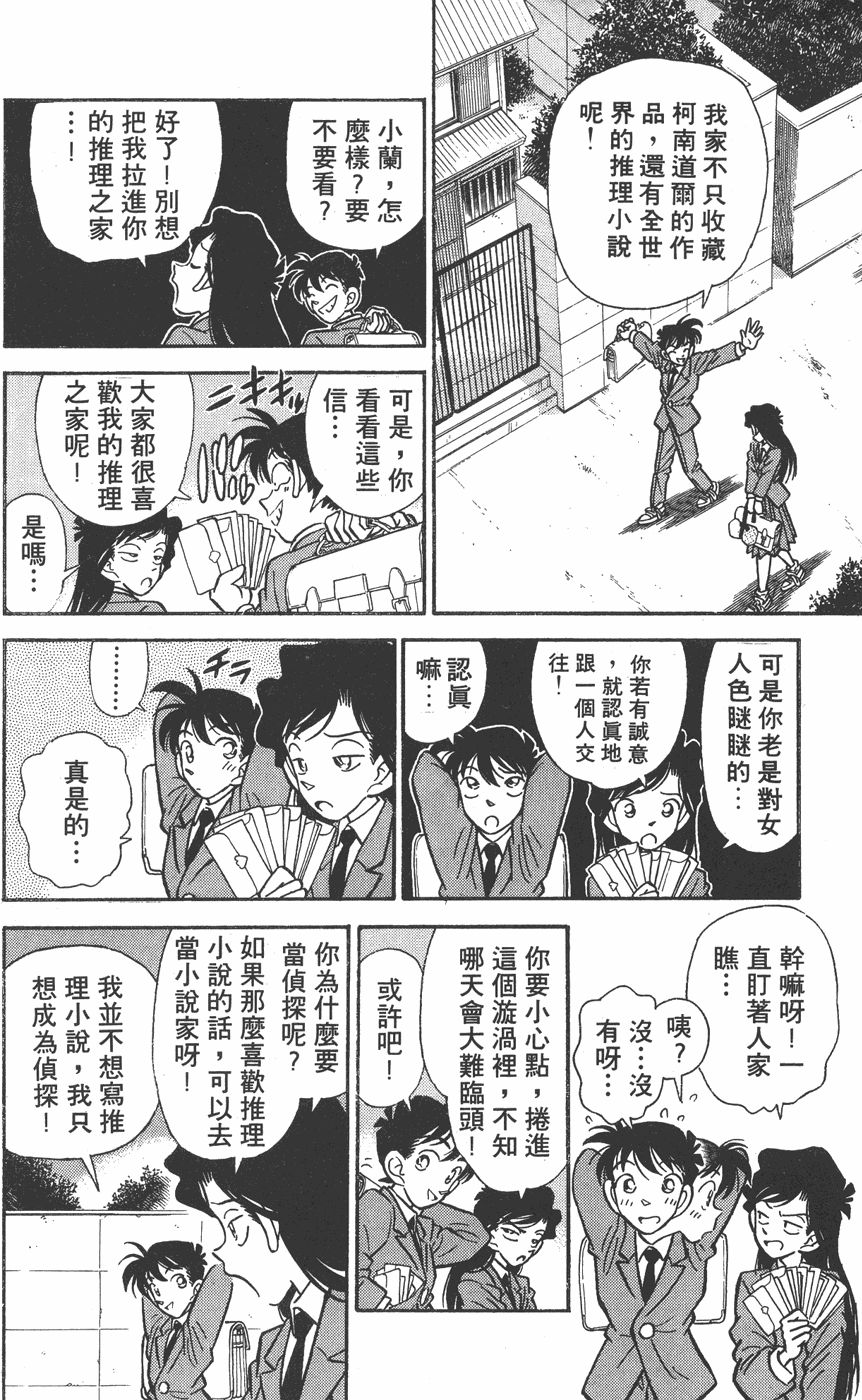 我家不只收藏
柯南道爾的作
品，還有全世
界的推理小說
呢！
小蘭，怎
麼樣？要
不要看？
好了！別想
把我拉進你
的推理之家
…！
可是，你
看看這些
信…
ニキキキ
大家都很喜
歡我的推理
之家呢！
是嗎…
可是你老是對女
人色瞇瞇的…
你若有誠意
，就認真地
跟一個人交
往！
認真
嘛…
チラ
……
真是的…
幹嘛呀！一
直盯著人家
瞧…
咦？
沒…沒
有呀…
你要小心點，捲進
這個漩渦裡，不知
哪天會大難臨頭！
或許吧！
你為什麼要
當偵探呢？
如果那麼喜歡推理
小說的話，可以去
當小說家呀！
我並不想寫推
理小說，我只
想成為偵探！